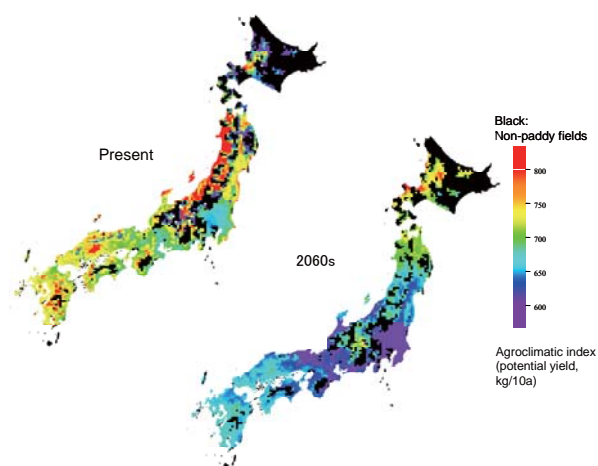 Present
2060s
Black:
Non-paddy fields
800
750
700
650
600
Agroclimatic index
(potential yield,
kg/10a)